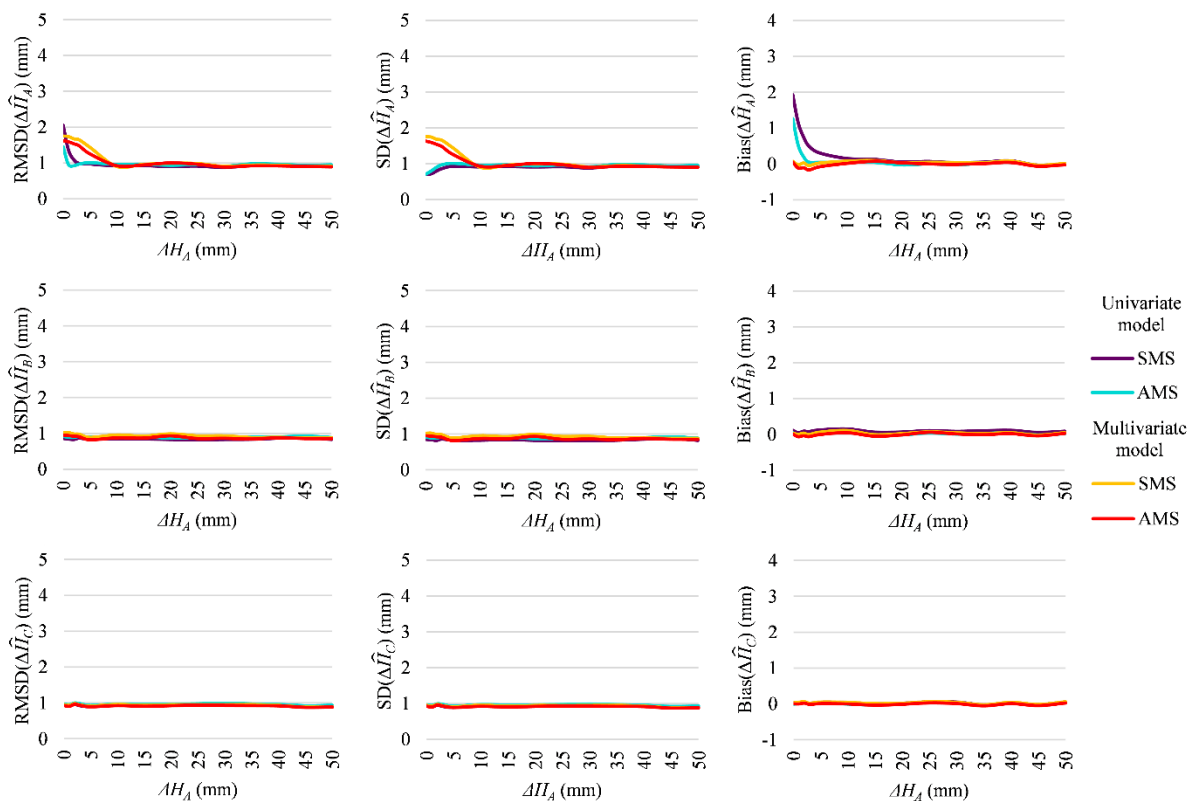 RMSD(ΔĤ_A) (mm)
5
4
3
2
1
0
0 5 10 15 20 25 30 35 40 45 50
ΔH_A (mm)
SD(ΔĤ_A) (mm)
5
4
3
2
1
0
0 5 10 15 20 25 30 35 40 45 50
ΔH_A (mm)
Bias(ΔĤ_A) (mm)
4
3
2
1
0
-1
0 5 10 15 20 25 30 35 40 45 50
ΔH_A (mm)
RMSD(ΔĤ_B) (mm)
5
4
3
2
1
0
0 5 10 15 20 25 30 35 40 45 50
ΔH_A (mm)
SD(ΔĤ_B) (mm)
5
4
3
2
1
0
0 5 10 15 20 25 30 35 40 45 50
ΔH_A (mm)
Bias(ΔĤ_B) (mm)
4
3
2
1
0
-1
0 5 10 15 20 25 30 35 40 45 50
ΔH_A (mm)
Univariate
model
SMS
AMS
Multivariate
model
SMS
AMS
RMSD(ΔĤ_C) (mm)
5
4
3
2
1
0
0 5 10 15 20 25 30 35 40 45 50
ΔH_A (mm)
SD(ΔĤ_C) (mm)
5
4
3
2
1
0
0 5 10 15 20 25 30 35 40 45 50
ΔH_A (mm)
Bias(ΔĤ_C) (mm)
4
3
2
1
0
-1
0 5 10 15 20 25 30 35 40 45 50
ΔH_A (mm)